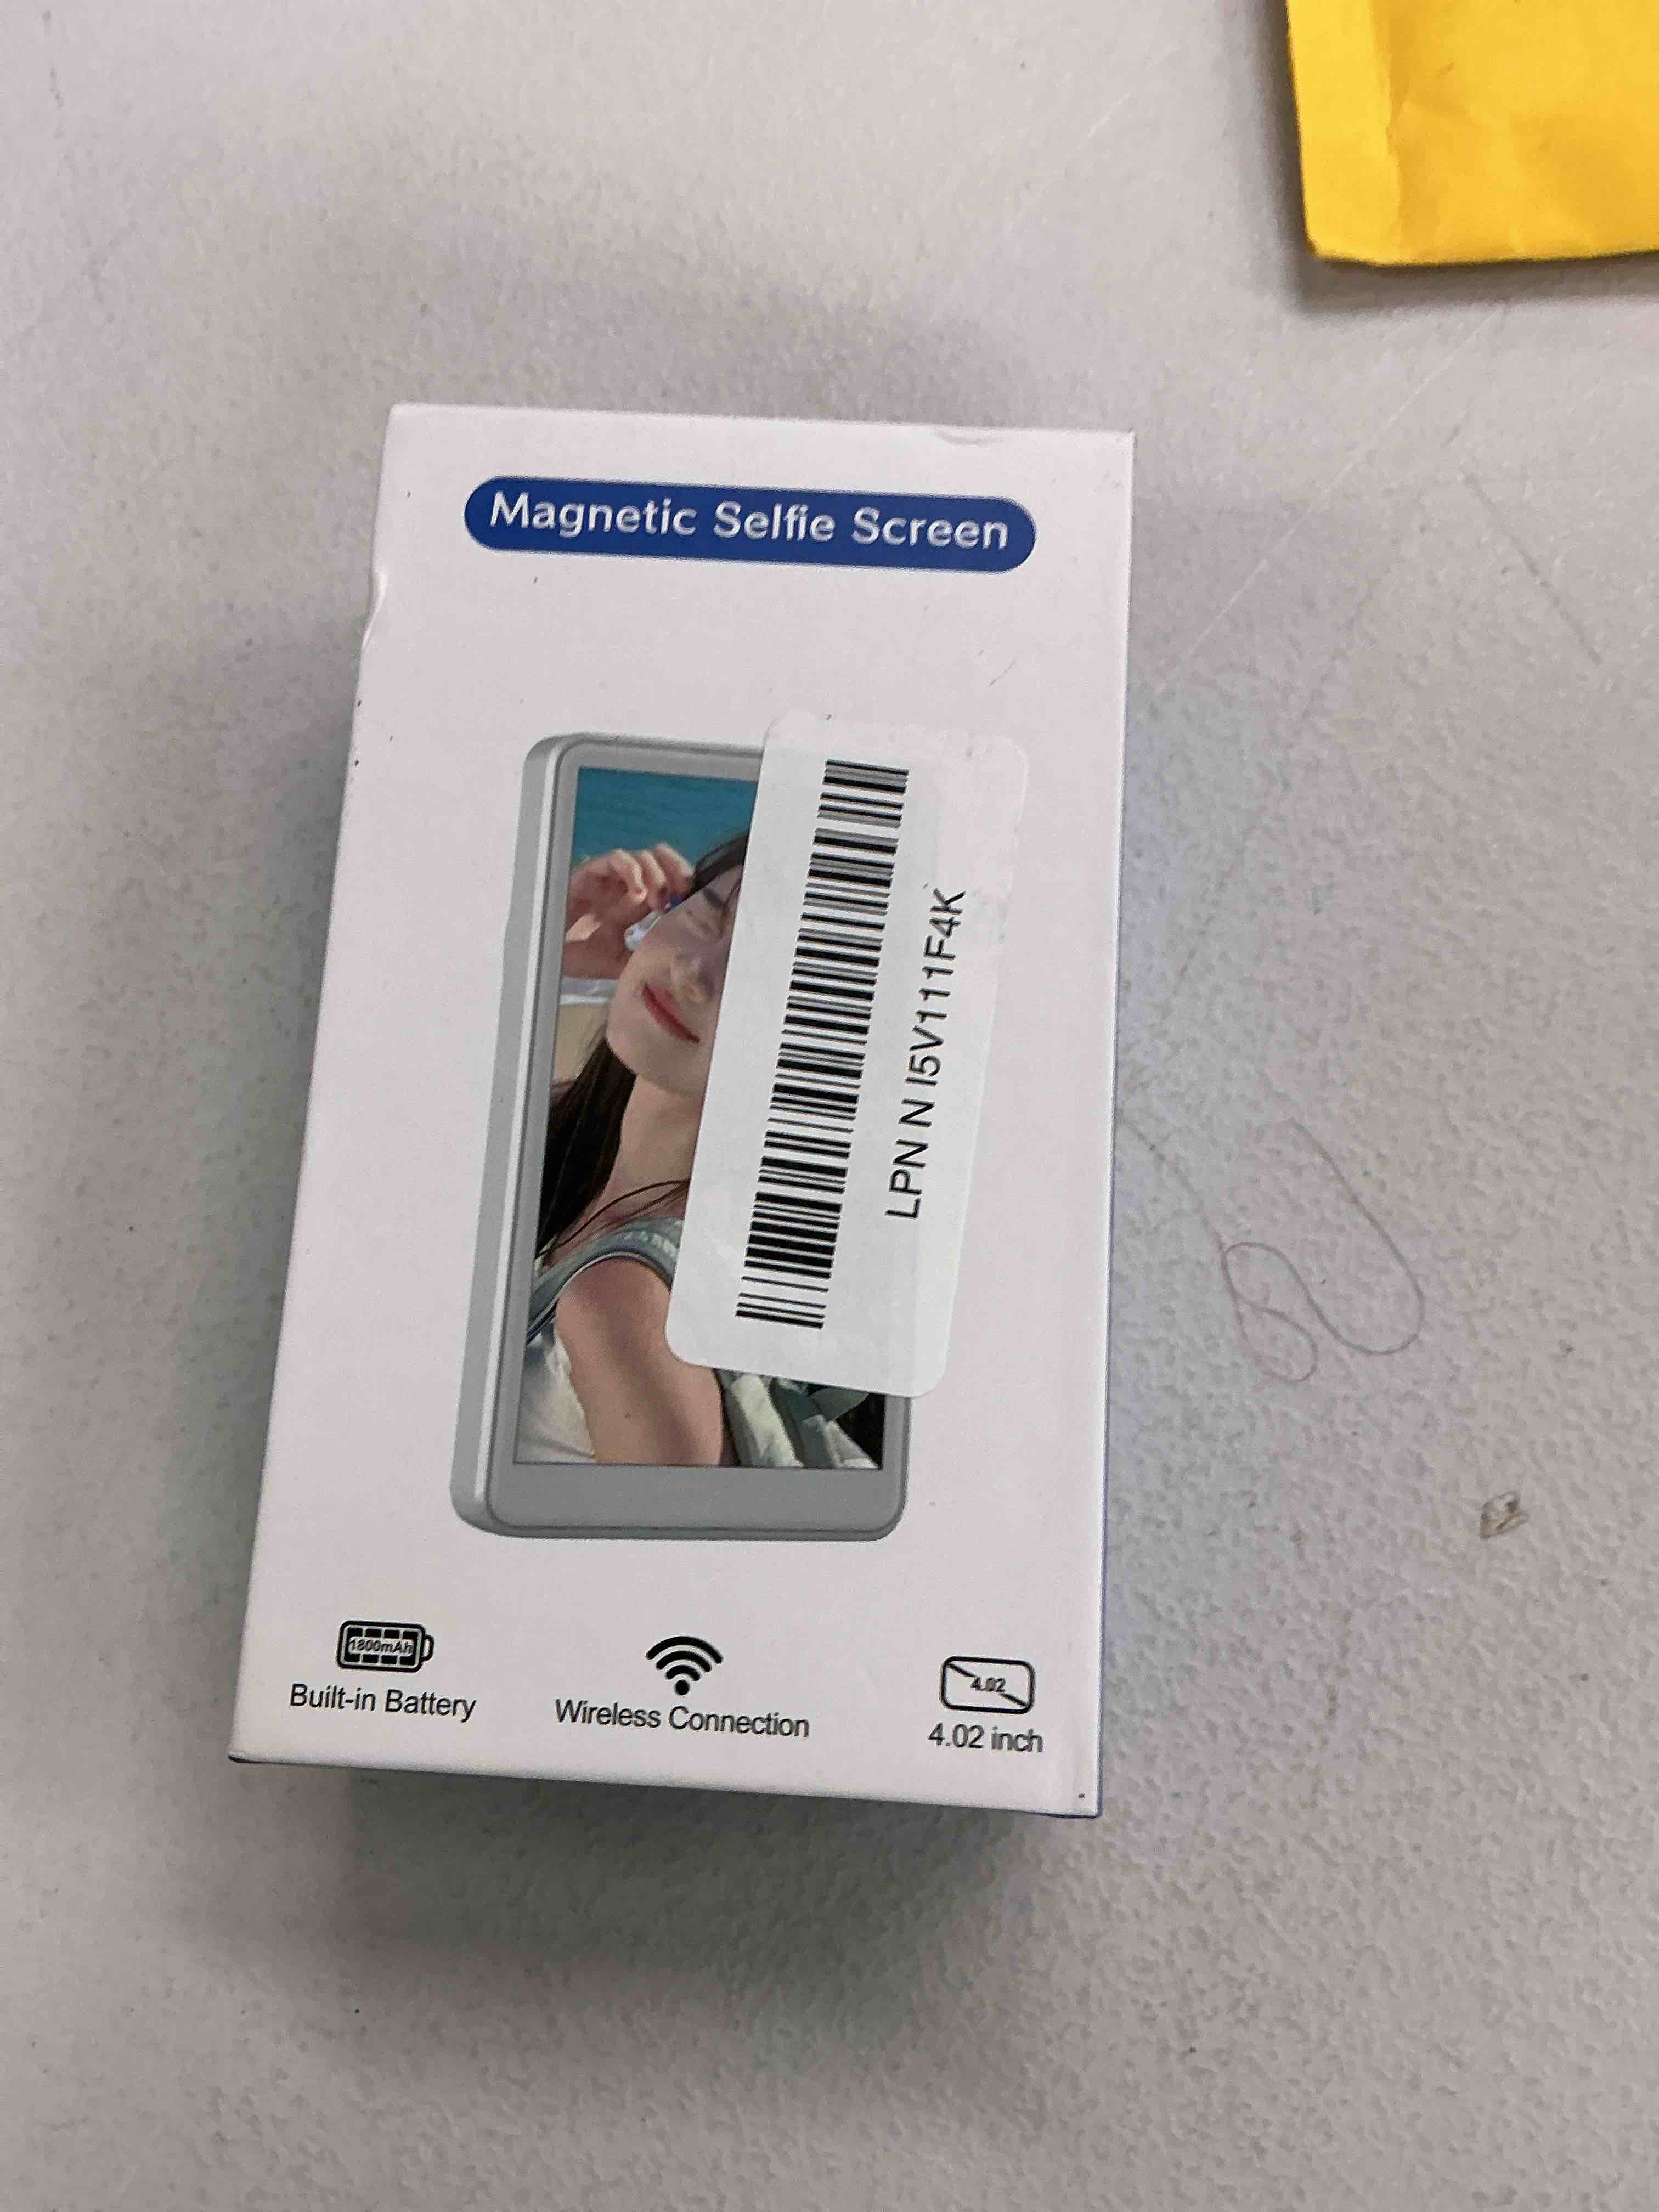 Magnetic Selfie Screen
LPN N I5V111F4K
1800mAh
Built-in Battery
Wireless Connection
4.02
4.02 inch